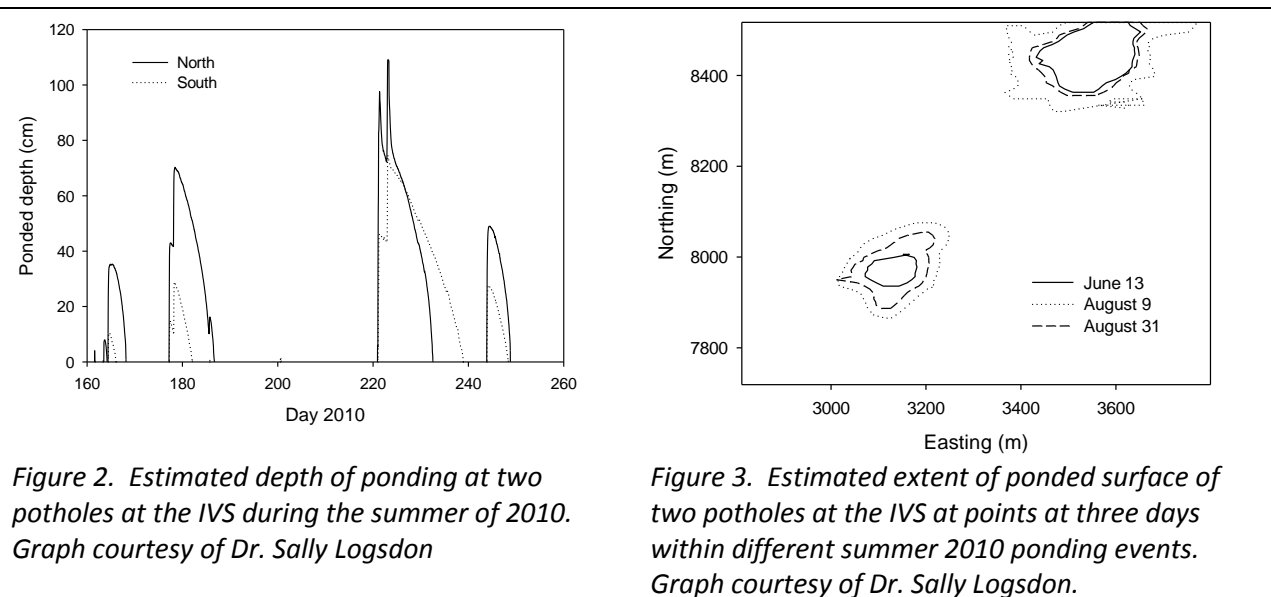 120
100
80
60
40
20
0
Ponded depth (cm)
North
South
160 180 200 220 240 260
Day 2010
8400
8200
8000
7800
Northing (m)
June 13
August 9
August 31
3000 3200 3400 3600
Easting (m)
Figure 2. Estimated depth of ponding at two
potholes at the IVS during the summer of 2010.
Graph courtesy of Dr. Sally Logsdon
Figure 3. Estimated extent of ponded surface of
two potholes at the IVS at points at three days
within different summer 2010 ponding events.
Graph courtesy of Dr. Sally Logsdon.